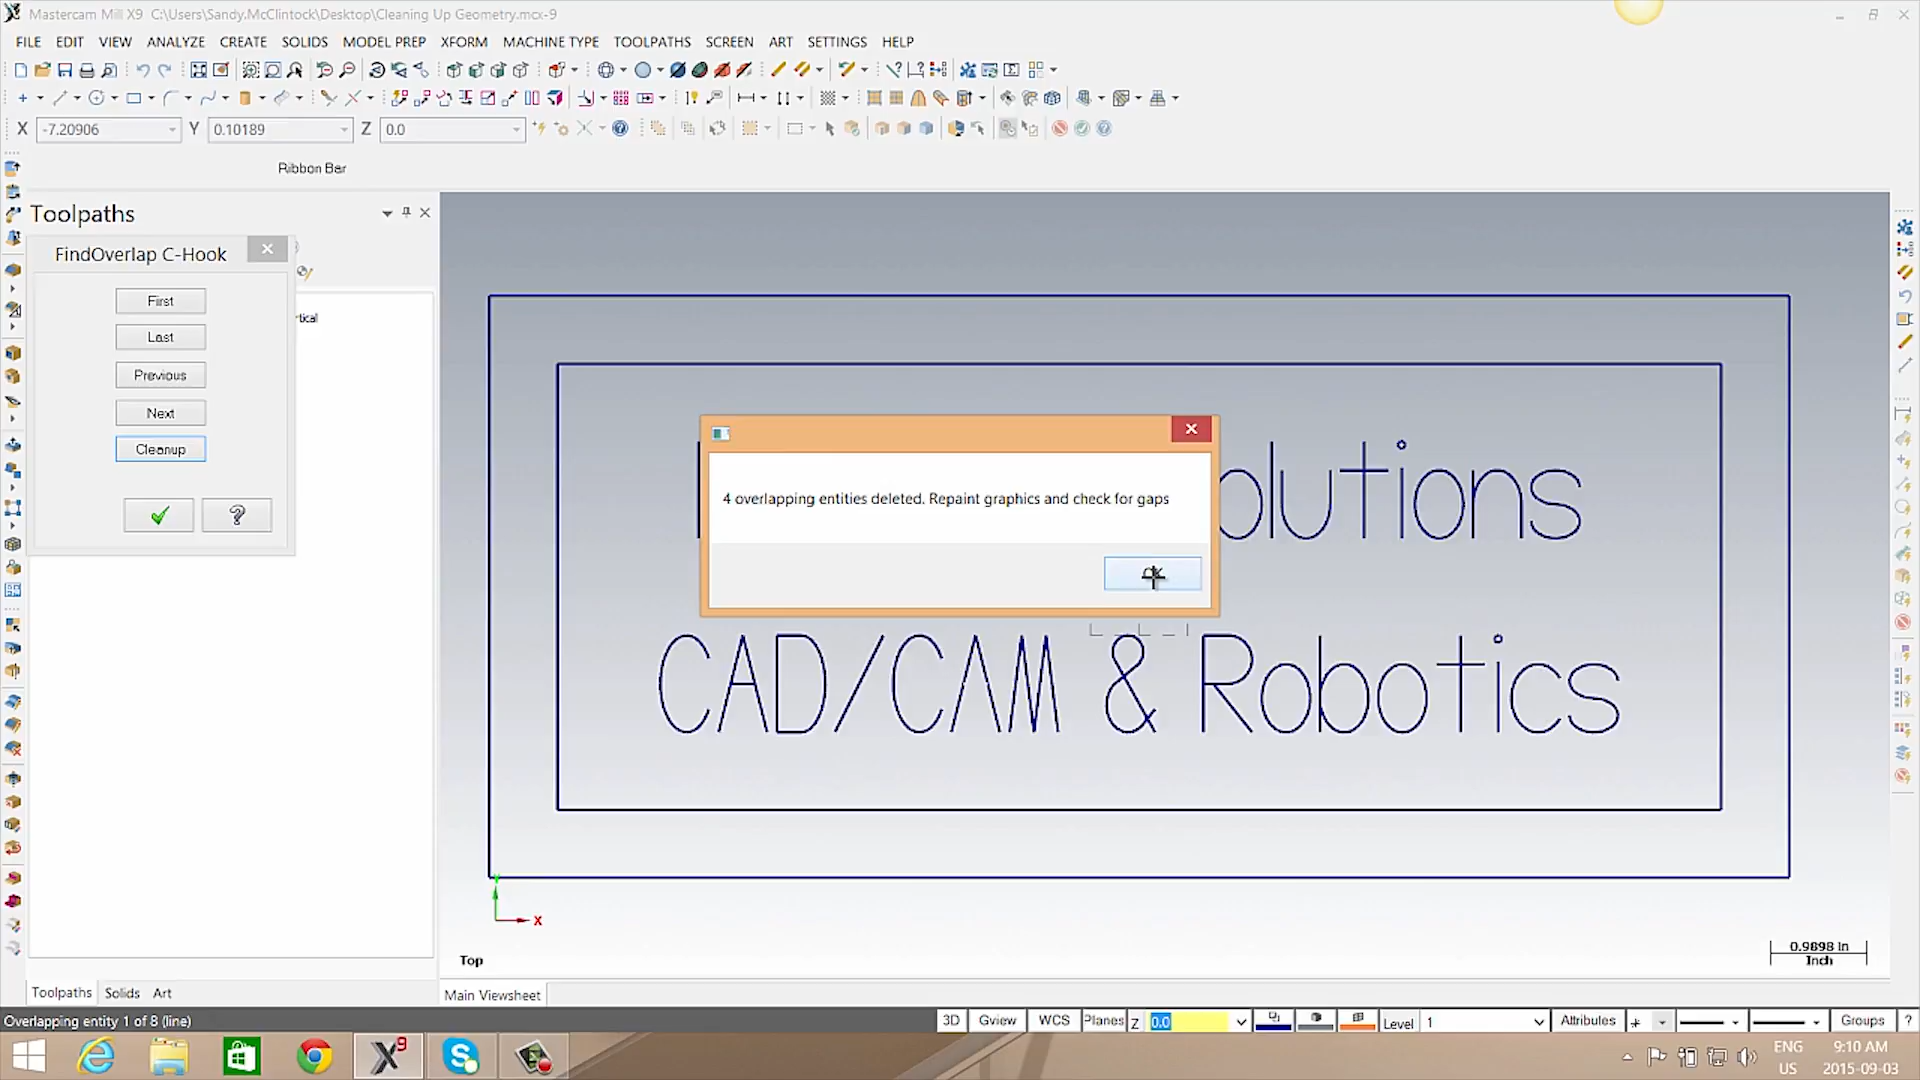 Mastercam Mill X9 C:\Users\Sandy.McClintock\Desktop\Cleaning Up Geometry.mcx-9
FILE EDIT VIEW ANALYZE CREATE SOLIDS MODEL PREP XFORM MACHINE TYPE TOOLPATHS SCREEN ART SETTINGS HELP
X -7.20906 Y 0.10189 Z 0.0
Ribbon Bar
Toolpaths
FindOverlap C-Hook
First
Last
Previous
Next
Cleanup
?
tical
4 overlapping entities deleted. Repaint graphics and check for gaps
olutions
CAD/CAM & Robotics
X
Top
0.9898 In
Inch
Toolpaths Solids Art
Main Viewsheet
Overlapping entity 1 of 8 (line)
3D Gview WCS Planes Z 0.0 Level 1 Attributes Groups ?
ENG
US
9:10 AM
2015-09-03